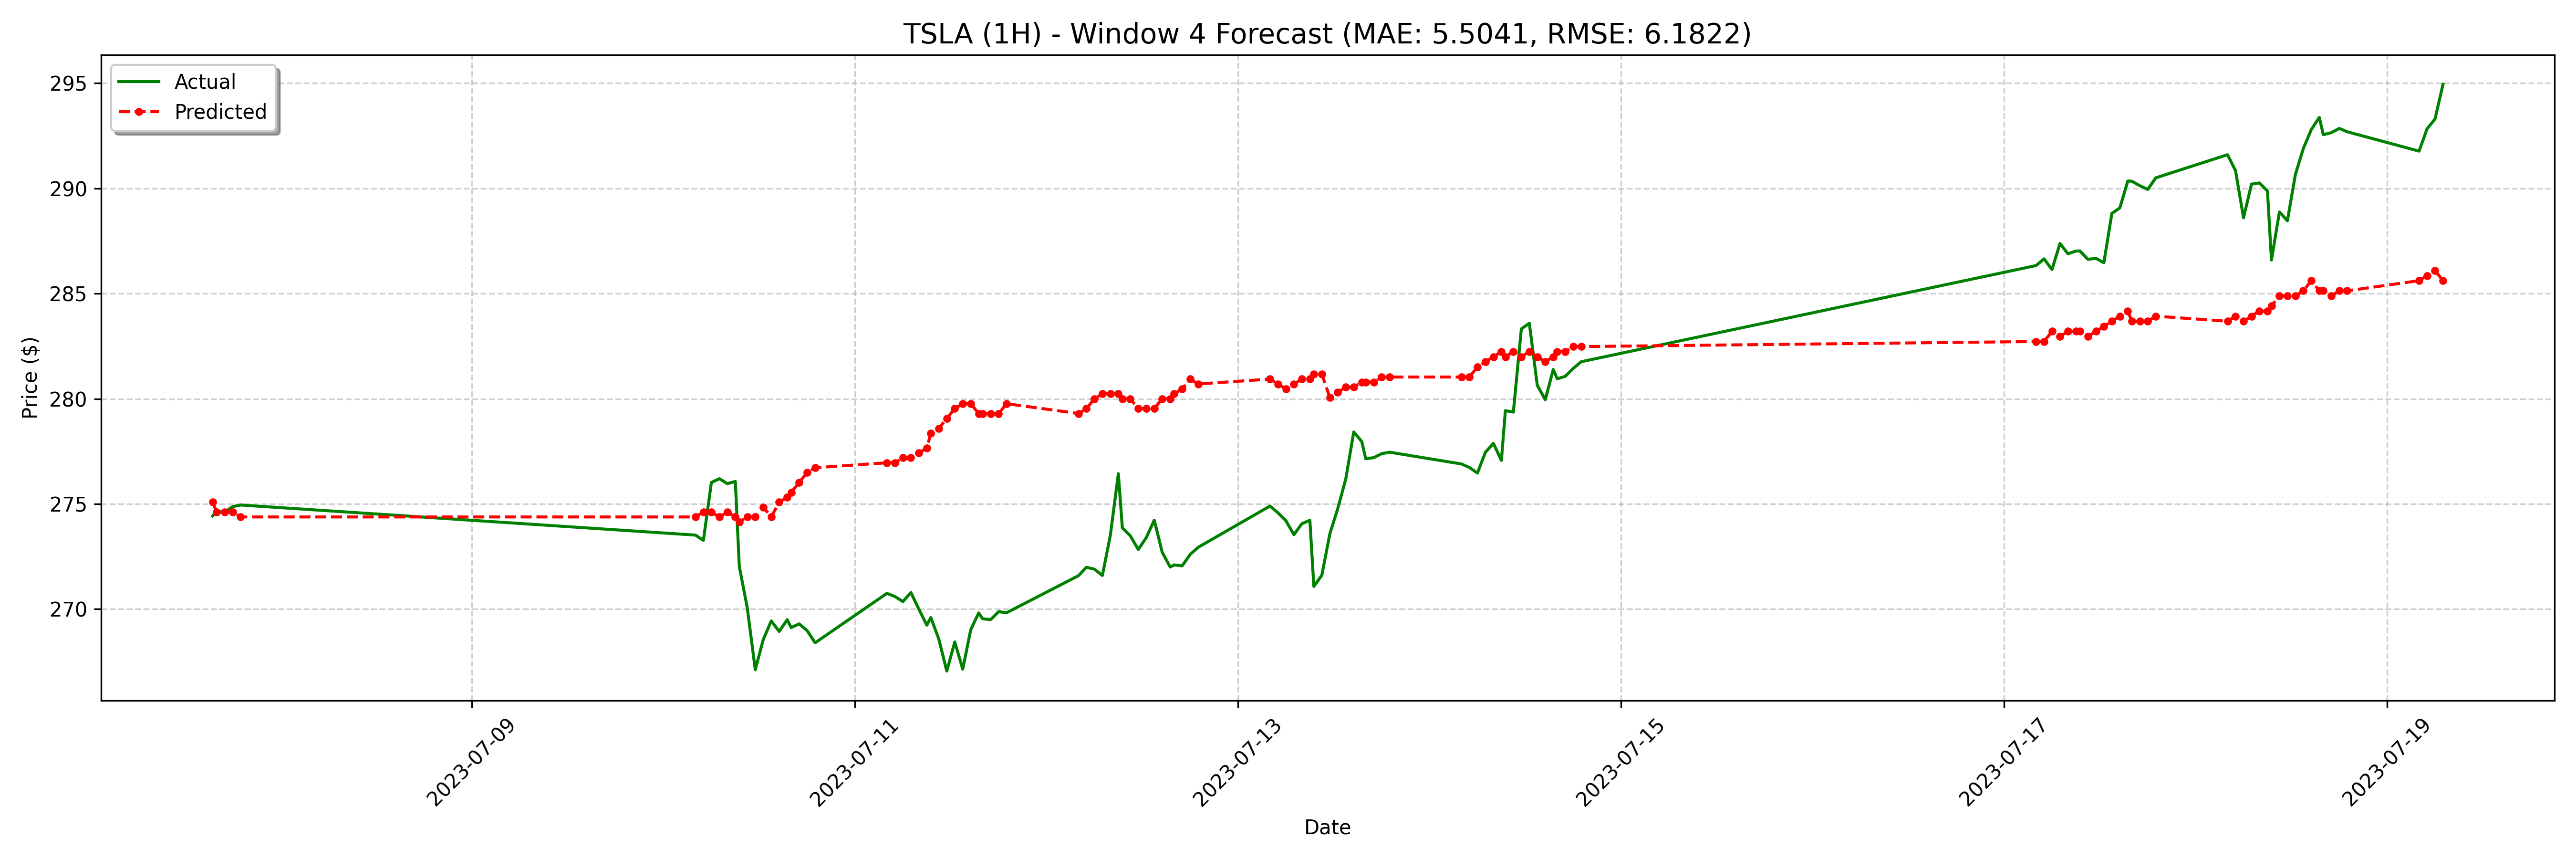 TSLA (1H) - Window 4 Forecast (MAE: 5.5041, RMSE: 6.1822)
Actual
Predicted
295
290
285
280
275
270
Price ($)
2023-07-09
2023-07-11
2023-07-13
2023-07-15
2023-07-17
2023-07-19
Date